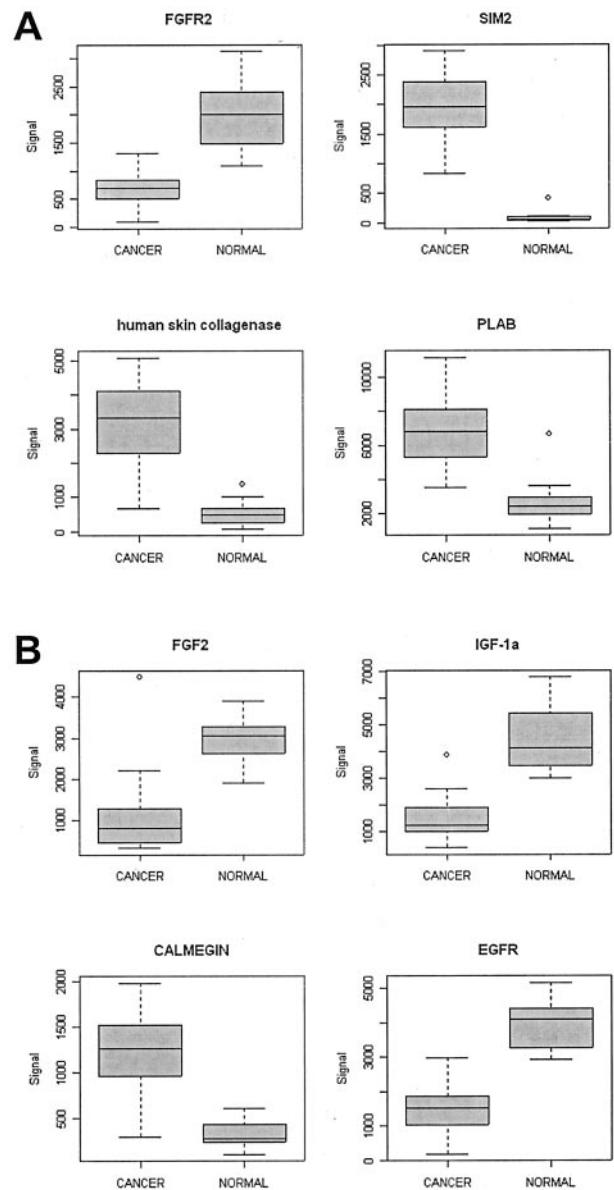 A
FGFR2
Signal
2500
1500
500
0
CANCER
NORMAL
SIM2
Signal
2500
1500
500
0
CANCER
NORMAL
human skin collagenase
Signal
5000
3000
1000
0
CANCER
NORMAL
PLAB
Signal
10000
6000
2000
CANCER
NORMAL
B
FGF2
Signal
4000
3000
2000
1000
CANCER
NORMAL
IGF-1a
Signal
7000
5000
3000
1000
CANCER
NORMAL
CALMEGIN
Signal
2000
1500
1000
500
CANCER
NORMAL
EGFR
Signal
5000
3000
1000
0
CANCER
NORMAL